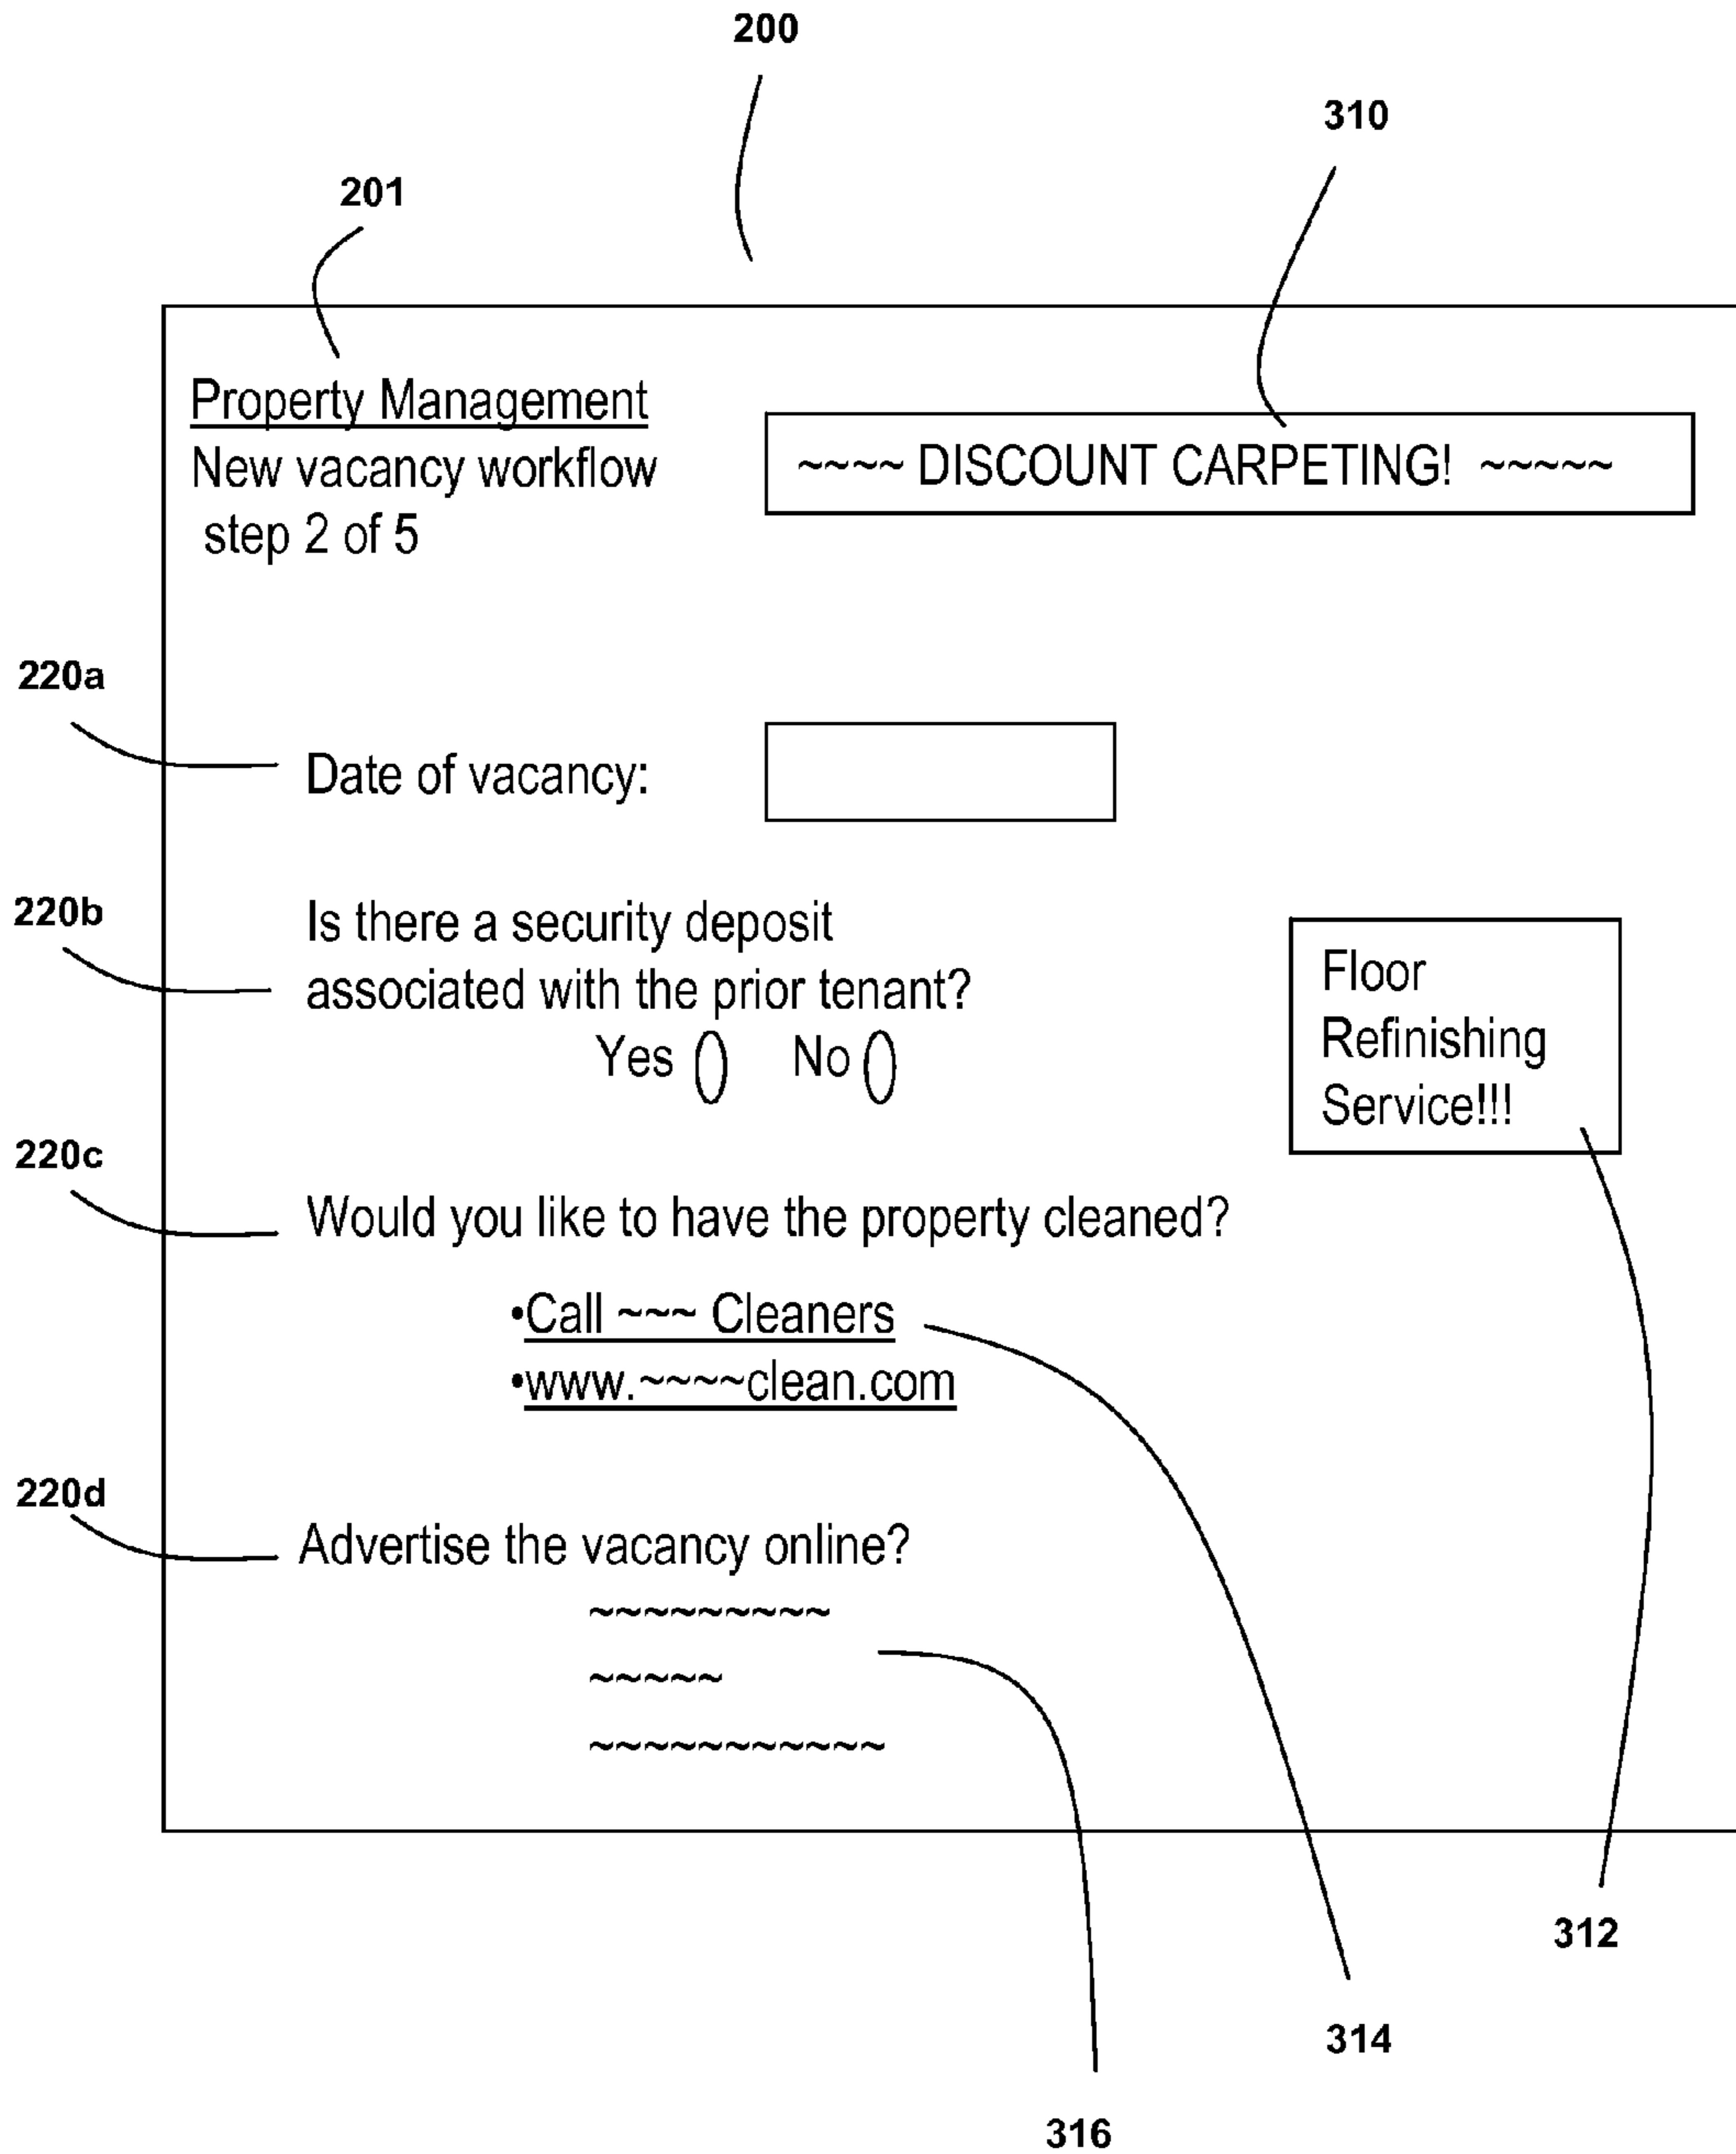 200
310
201
Property Management
New vacancy workflow
step 2 of 5
~~~~ DISCOUNT CARPETING! ~~~~~
220a
Date of vacancy:
220b
Is there a security deposit
associated with the prior tenant?
Yes No
Floor
Refinishing
Service!!!
220c
Would you like to have the property cleaned?
•Call ~~~ Cleaners
•www.~~~~clean.com
220d
Advertise the vacancy online?
~~~~~~~~~
~~~~~
~~~~~~~~~~~
312
314
316